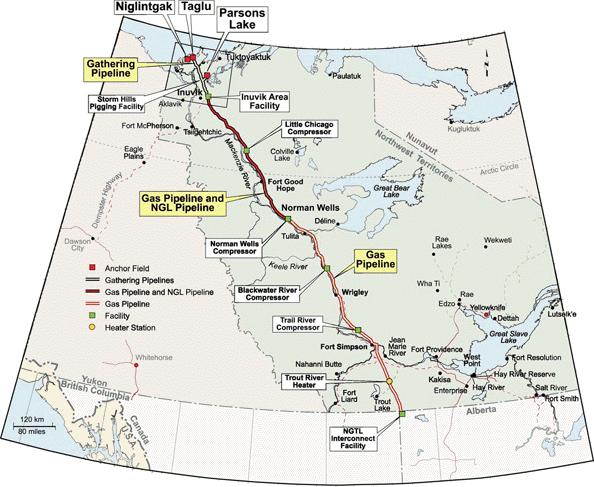 Niglintgak
Taglu
Parsons
Lake
Gathering
Pipeline
Tuktoyaktuk
Paulatuk
Storm Hills
Pigging Facility
Inuvik
Inuvik Area
Facility
Aklavik
Fort McPherson
Tsiigehtchic
Little Chicago
Compressor
Kugluktuk
Nunavut
Northwest Territories
Eagle
Plains
Colville
Lake
Mackenzie River
Arctic Circle
Dempster Highway
Fort Good
Hope
Great Bear
Lake
Gas Pipeline and
NGL Pipeline
Norman Wells
Déline
Dawson
City
Norman Wells
Compressor
Tulita
Gas
Pipeline
Rae
Lakes
Wekweti
Keele River
Anchor Field
Gathering Pipelines
Gas Pipeline and NGL Pipeline
Gas Pipeline
Facility
Heater Station
Blackwater River
Compressor
Wrigley
Wha Ti
Rae
Edzo
Yellowknife
Dettah
Lutselk'e
Trail River
Compressor
Great Slave
Lake
Fort Simpson
Jean
Marie
River
Fort Providence
West
Point
Fort Resolution
Whitehorse
Nahanni Butte
Hay River Reserve
Trout River
Heater
Kakisa
Hay River
Enterprise
Salt River
Fort Smith
Yukon
British Columbia
Fort
Liard
Trout
Lake
Alberta
120 km
80 miles
Canada
U.S.A.
NGTL
Interconnect
Facility
N